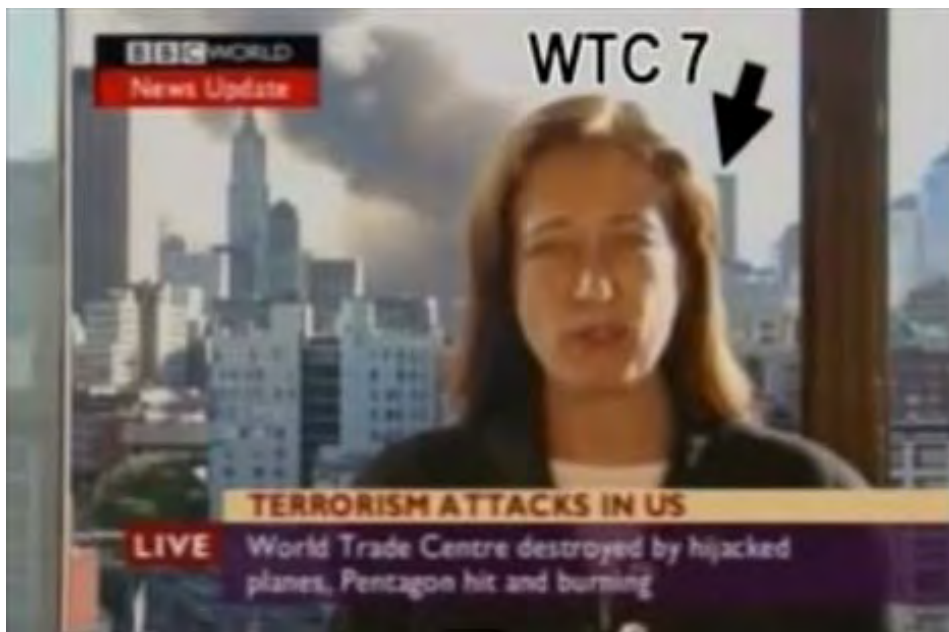 BBC WORLD
News Update
WTC 7
TERRORISM ATTACKS IN US
LIVE
World Trade Centre destroyed by hijacked
planes, Pentagon hit and burning